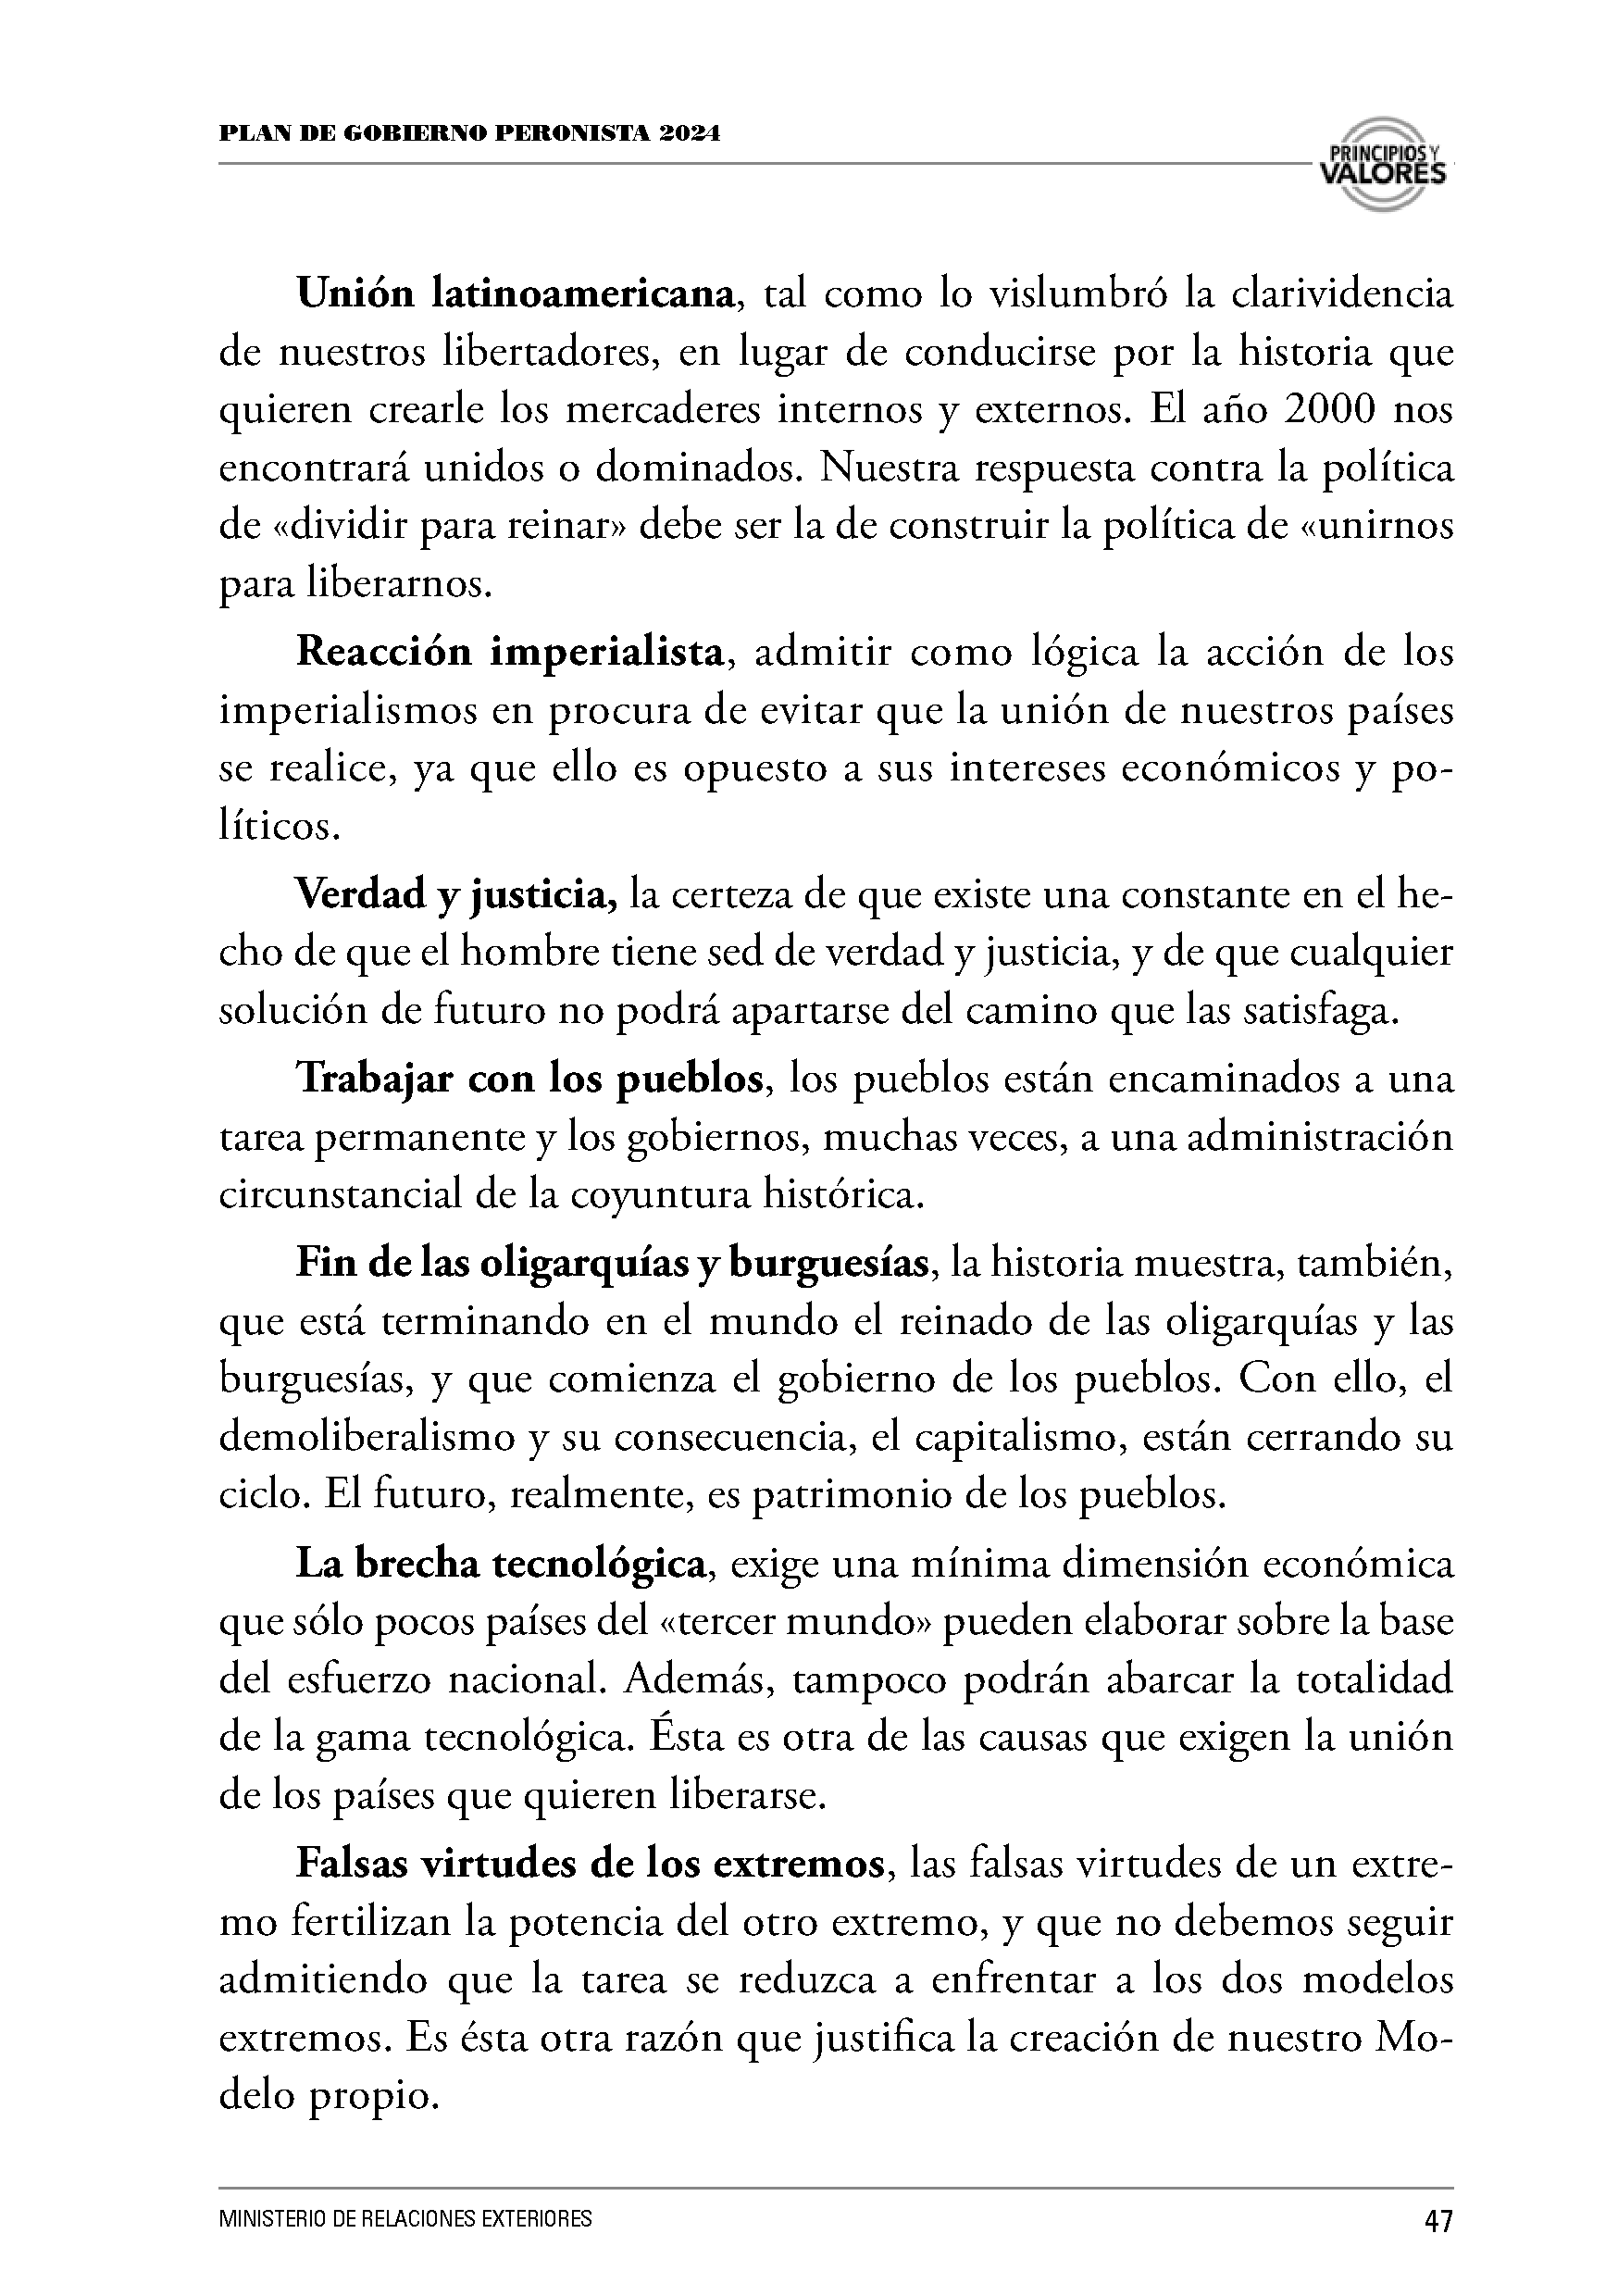 PLAN DE GOBIERNO PERONISTA 2024
PRINCIPIOS Y
VALORES
Unión latinoamericana, tal como lo vislumbró la clarividencia
de nuestros libertadores, en lugar de conducirse por la historia que
quieren crearle los mercaderes internos y externos. El año 2000 nos
encontrará unidos o dominados. Nuestra respuesta contra la política
de «dividir para reinar» debe ser la de construir la política de «unirnos
para liberarnos.
Reacción imperialista, admitir como lógica la acción de los
imperialismos en procura de evitar que la unión de nuestros países
se realice, ya que ello es opuesto a sus intereses económicos y po-
líticos.
Verdad y justicia, la certeza de que existe una constante en el he-
cho de que el hombre tiene sed de verdad y justicia, y de que cualquier
solución de futuro no podrá apartarse del camino que las satisfaga.
Trabajar con los pueblos, los pueblos están encaminados a una
tarea permanente y los gobiernos, muchas veces, a una administración
circunstancial de la coyuntura histórica.
Fin de las oligarquías y burguesías, la historia muestra, también,
que está terminando en el mundo el reinado de las oligarquías y las
burguesías, y que comienza el gobierno de los pueblos. Con ello, el
demoliberalismo y su consecuencia, el capitalismo, están cerrando su
ciclo. El futuro, realmente, es patrimonio de los pueblos.
La brecha tecnológica, exige una mínima dimensión económica
que sólo pocos países del «tercer mundo» pueden elaborar sobre la base
del esfuerzo nacional. Además, tampoco podrán abarcar la totalidad
de la gama tecnológica. Ésta es otra de las causas que exigen la unión
de los países que quieren liberarse.
Falsas virtudes de los extremos, las falsas virtudes de un extre-
mo fertilizan la potencia del otro extremo, y que no debemos seguir
admitiendo que la tarea se reduzca a enfrentar a los dos modelos
extremos. Es ésta otra razón que justifica la creación de nuestro Mo-
delo propio.
MINISTERIO DE RELACIONES EXTERIORES
47